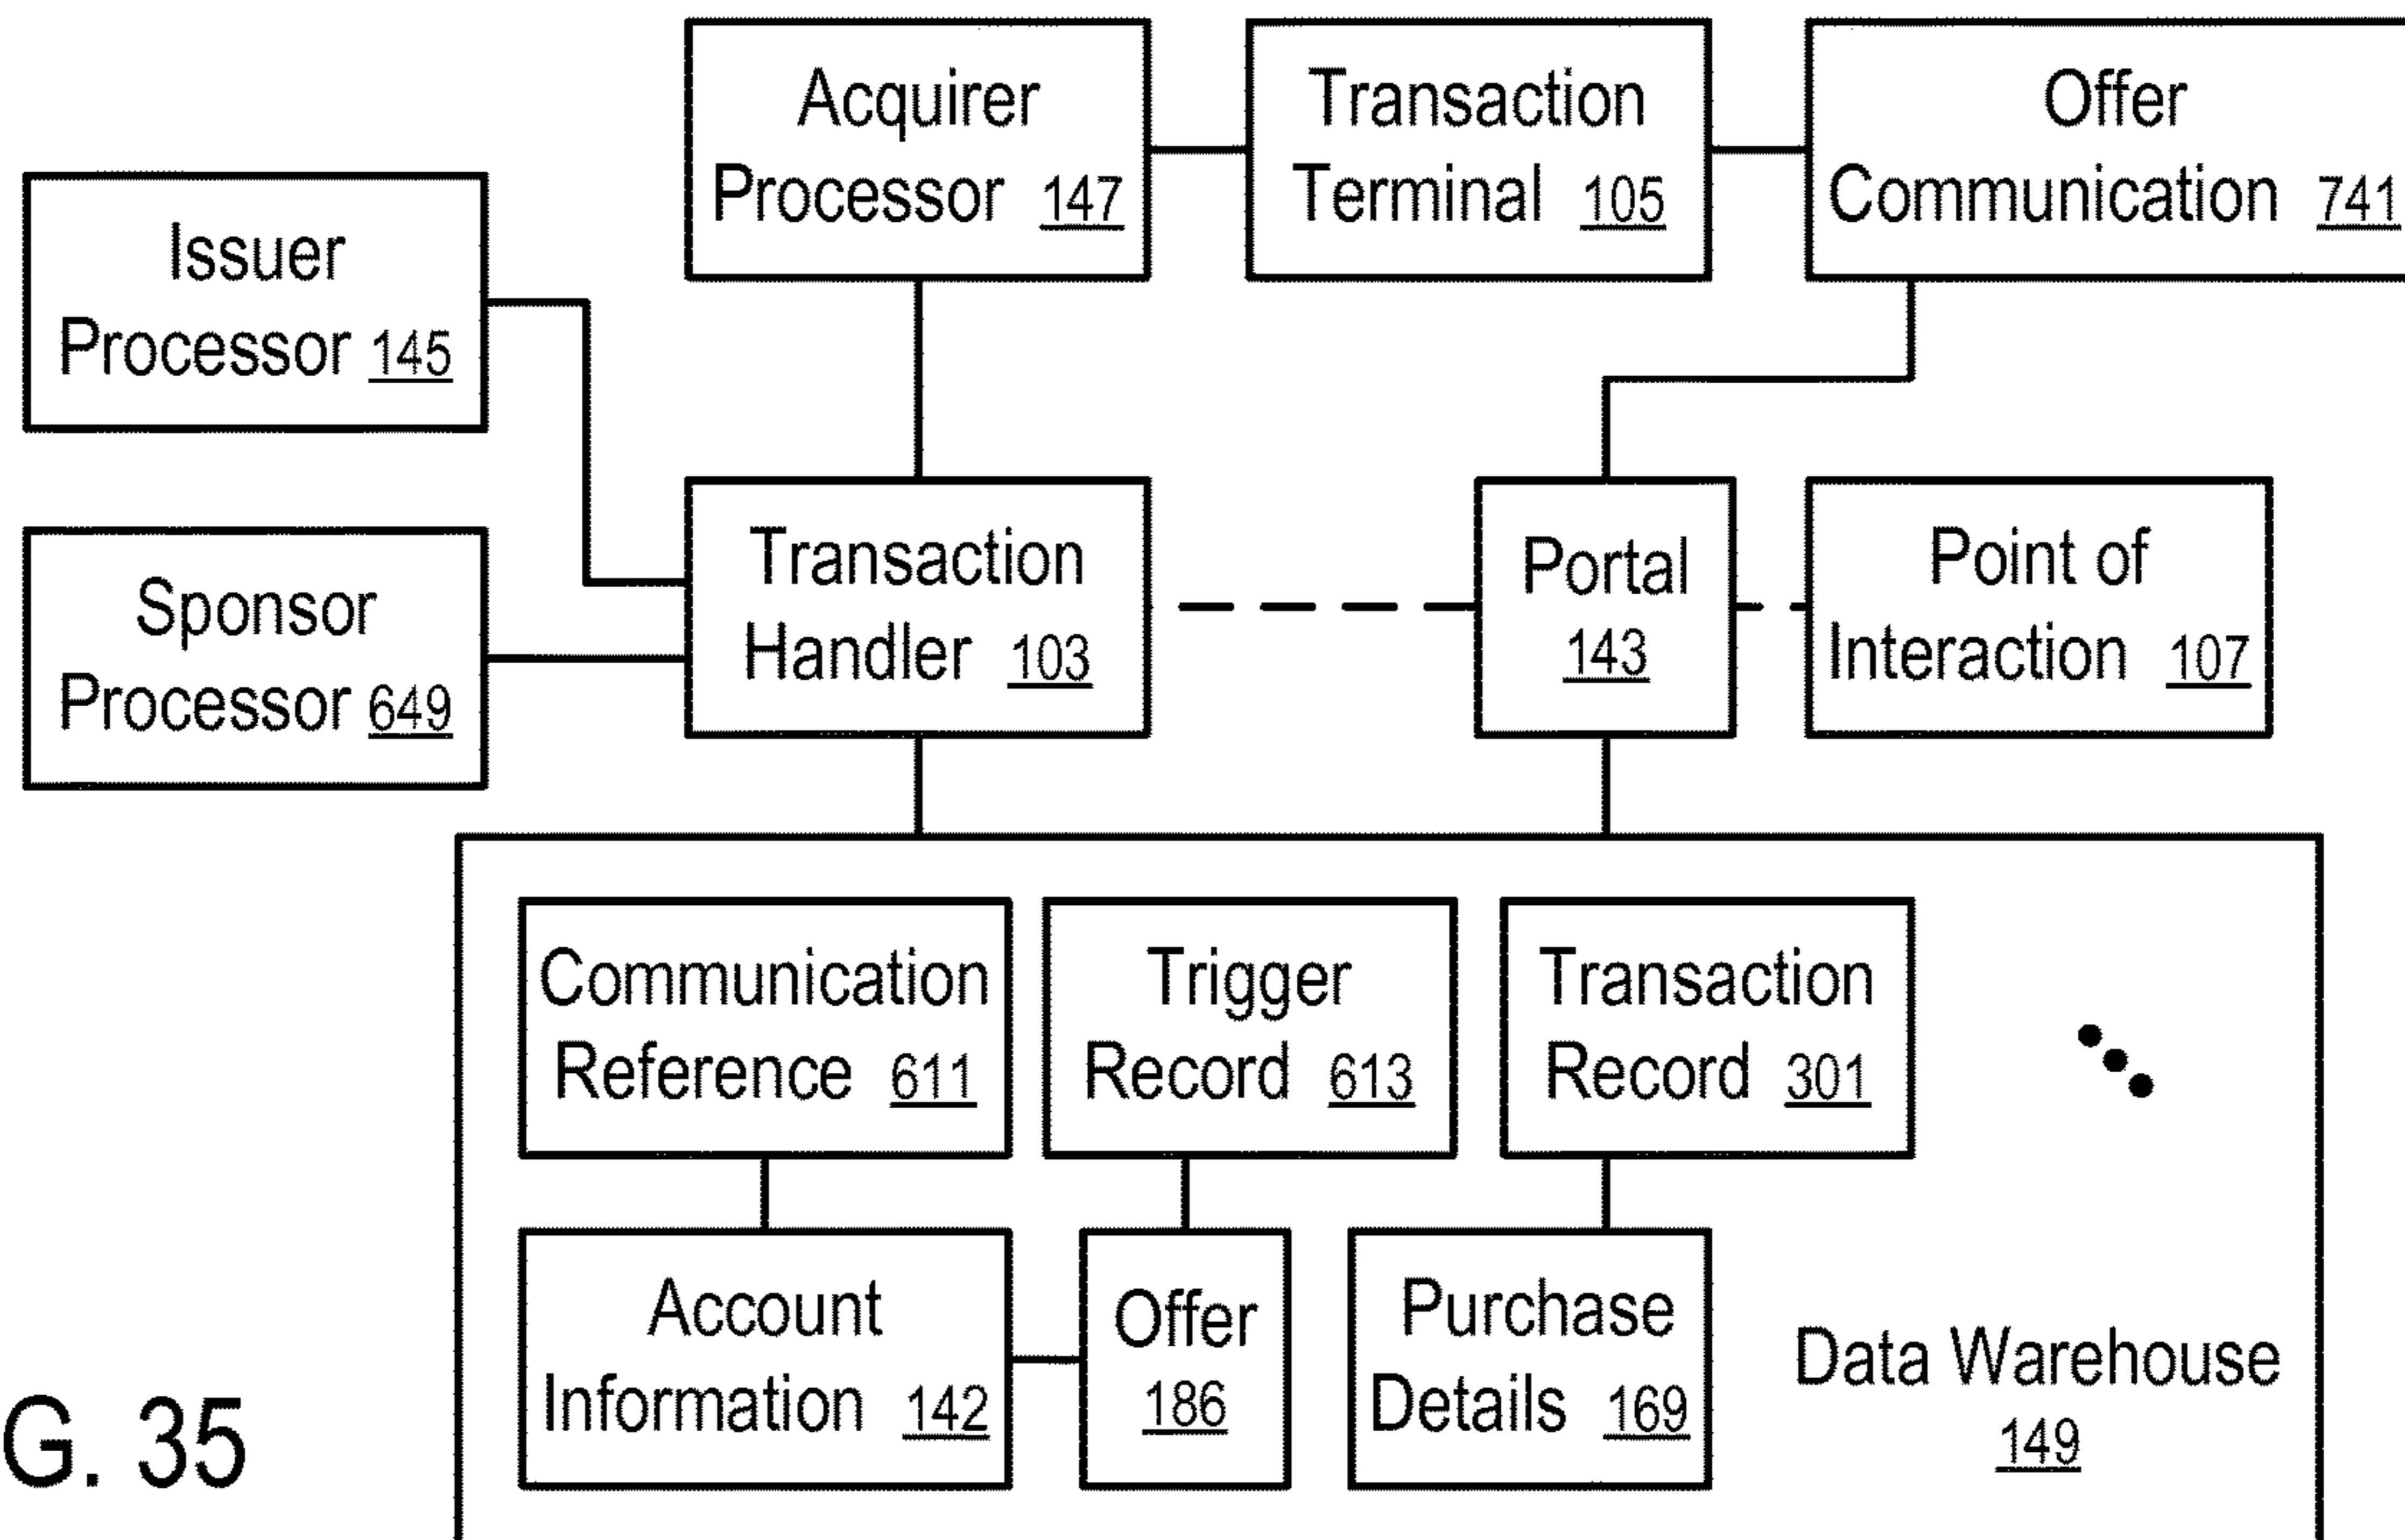 Acquirer
Processor 147
Transaction
Terminal 105
Offer
Communication 741
Issuer
Processor 145
Sponsor
Processor 649
Transaction
Handler 103
Portal
143
Point of
Interaction 107
Communication
Reference 611
Trigger
Record 613
Transaction
Record 301
Account
Information 142
Offer
186
Purchase
Details 169
Data Warehouse
149
G. 35